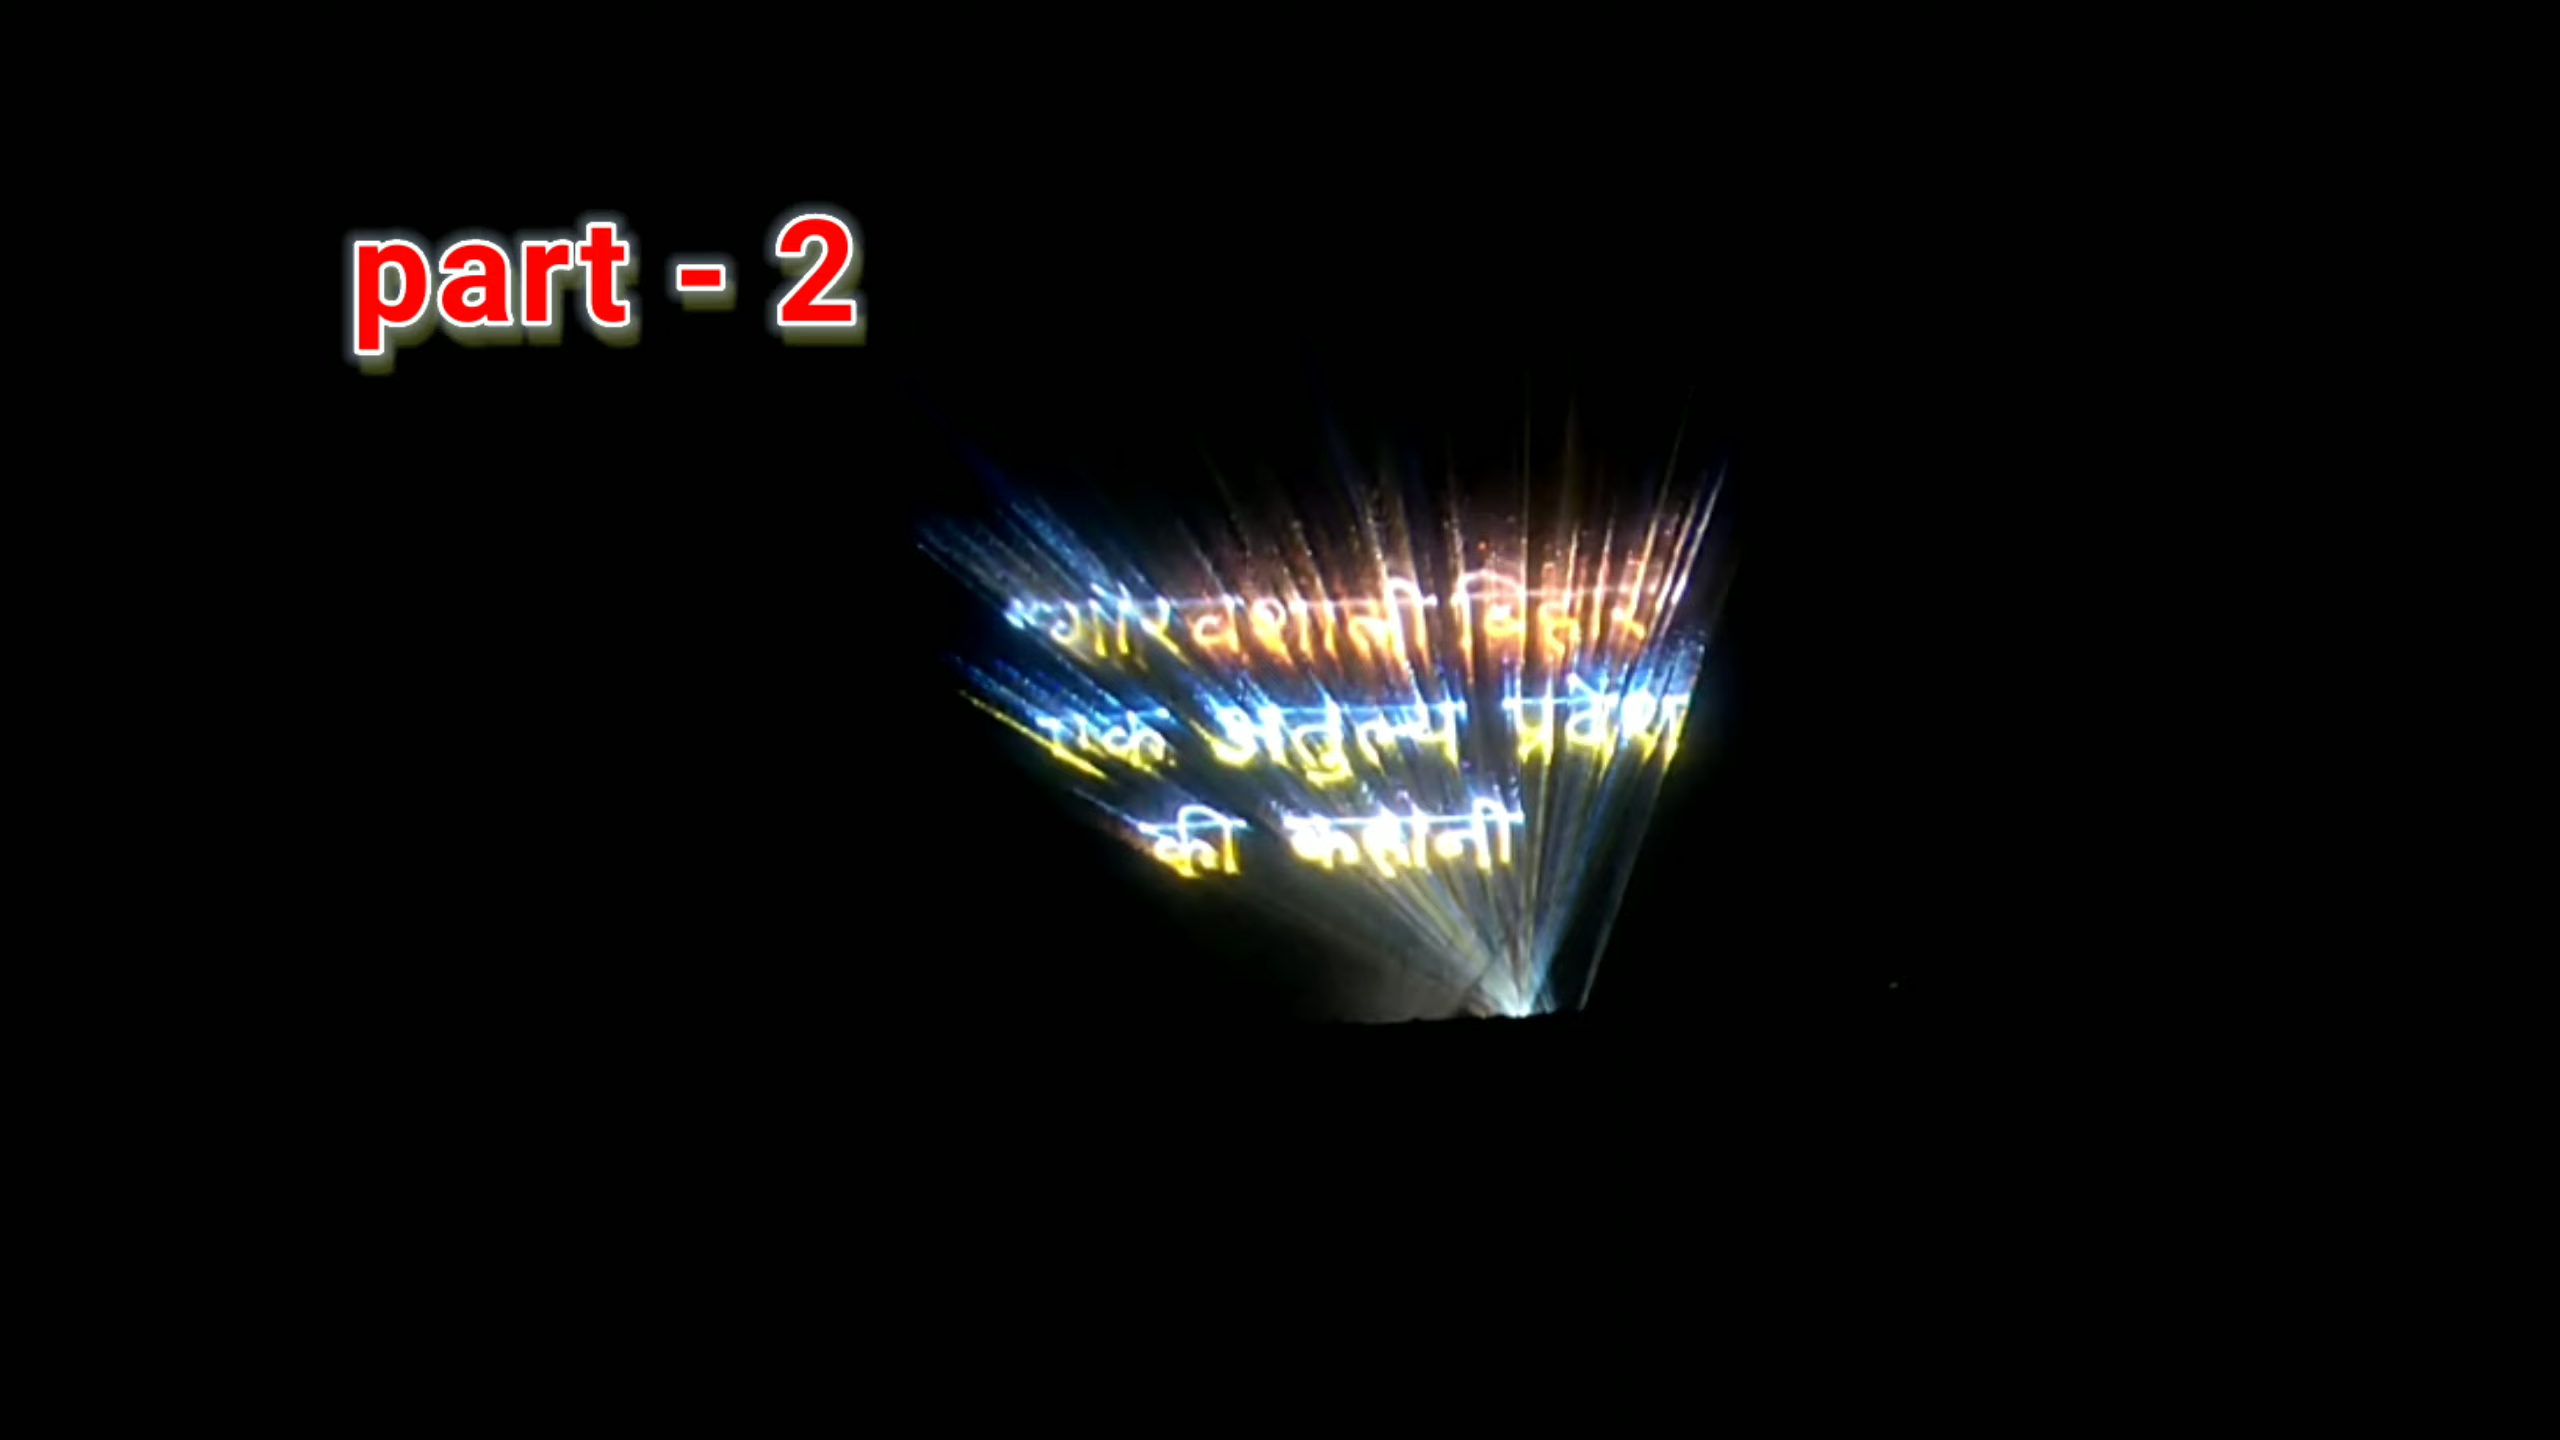 part - 2
गौरवशाली बिहार
एक अतुल्य प्रदेश
की कहानी